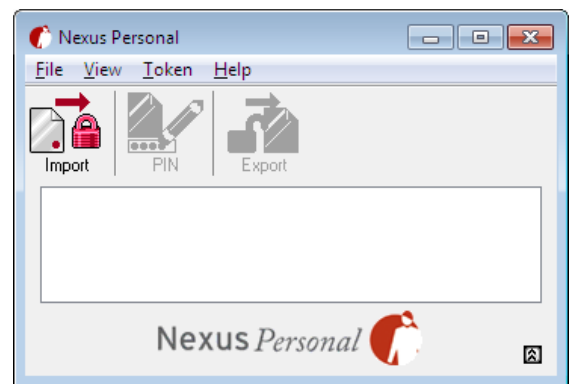 Nexus Personal
File View Token Help
Import PIN Export
Nexus Personal